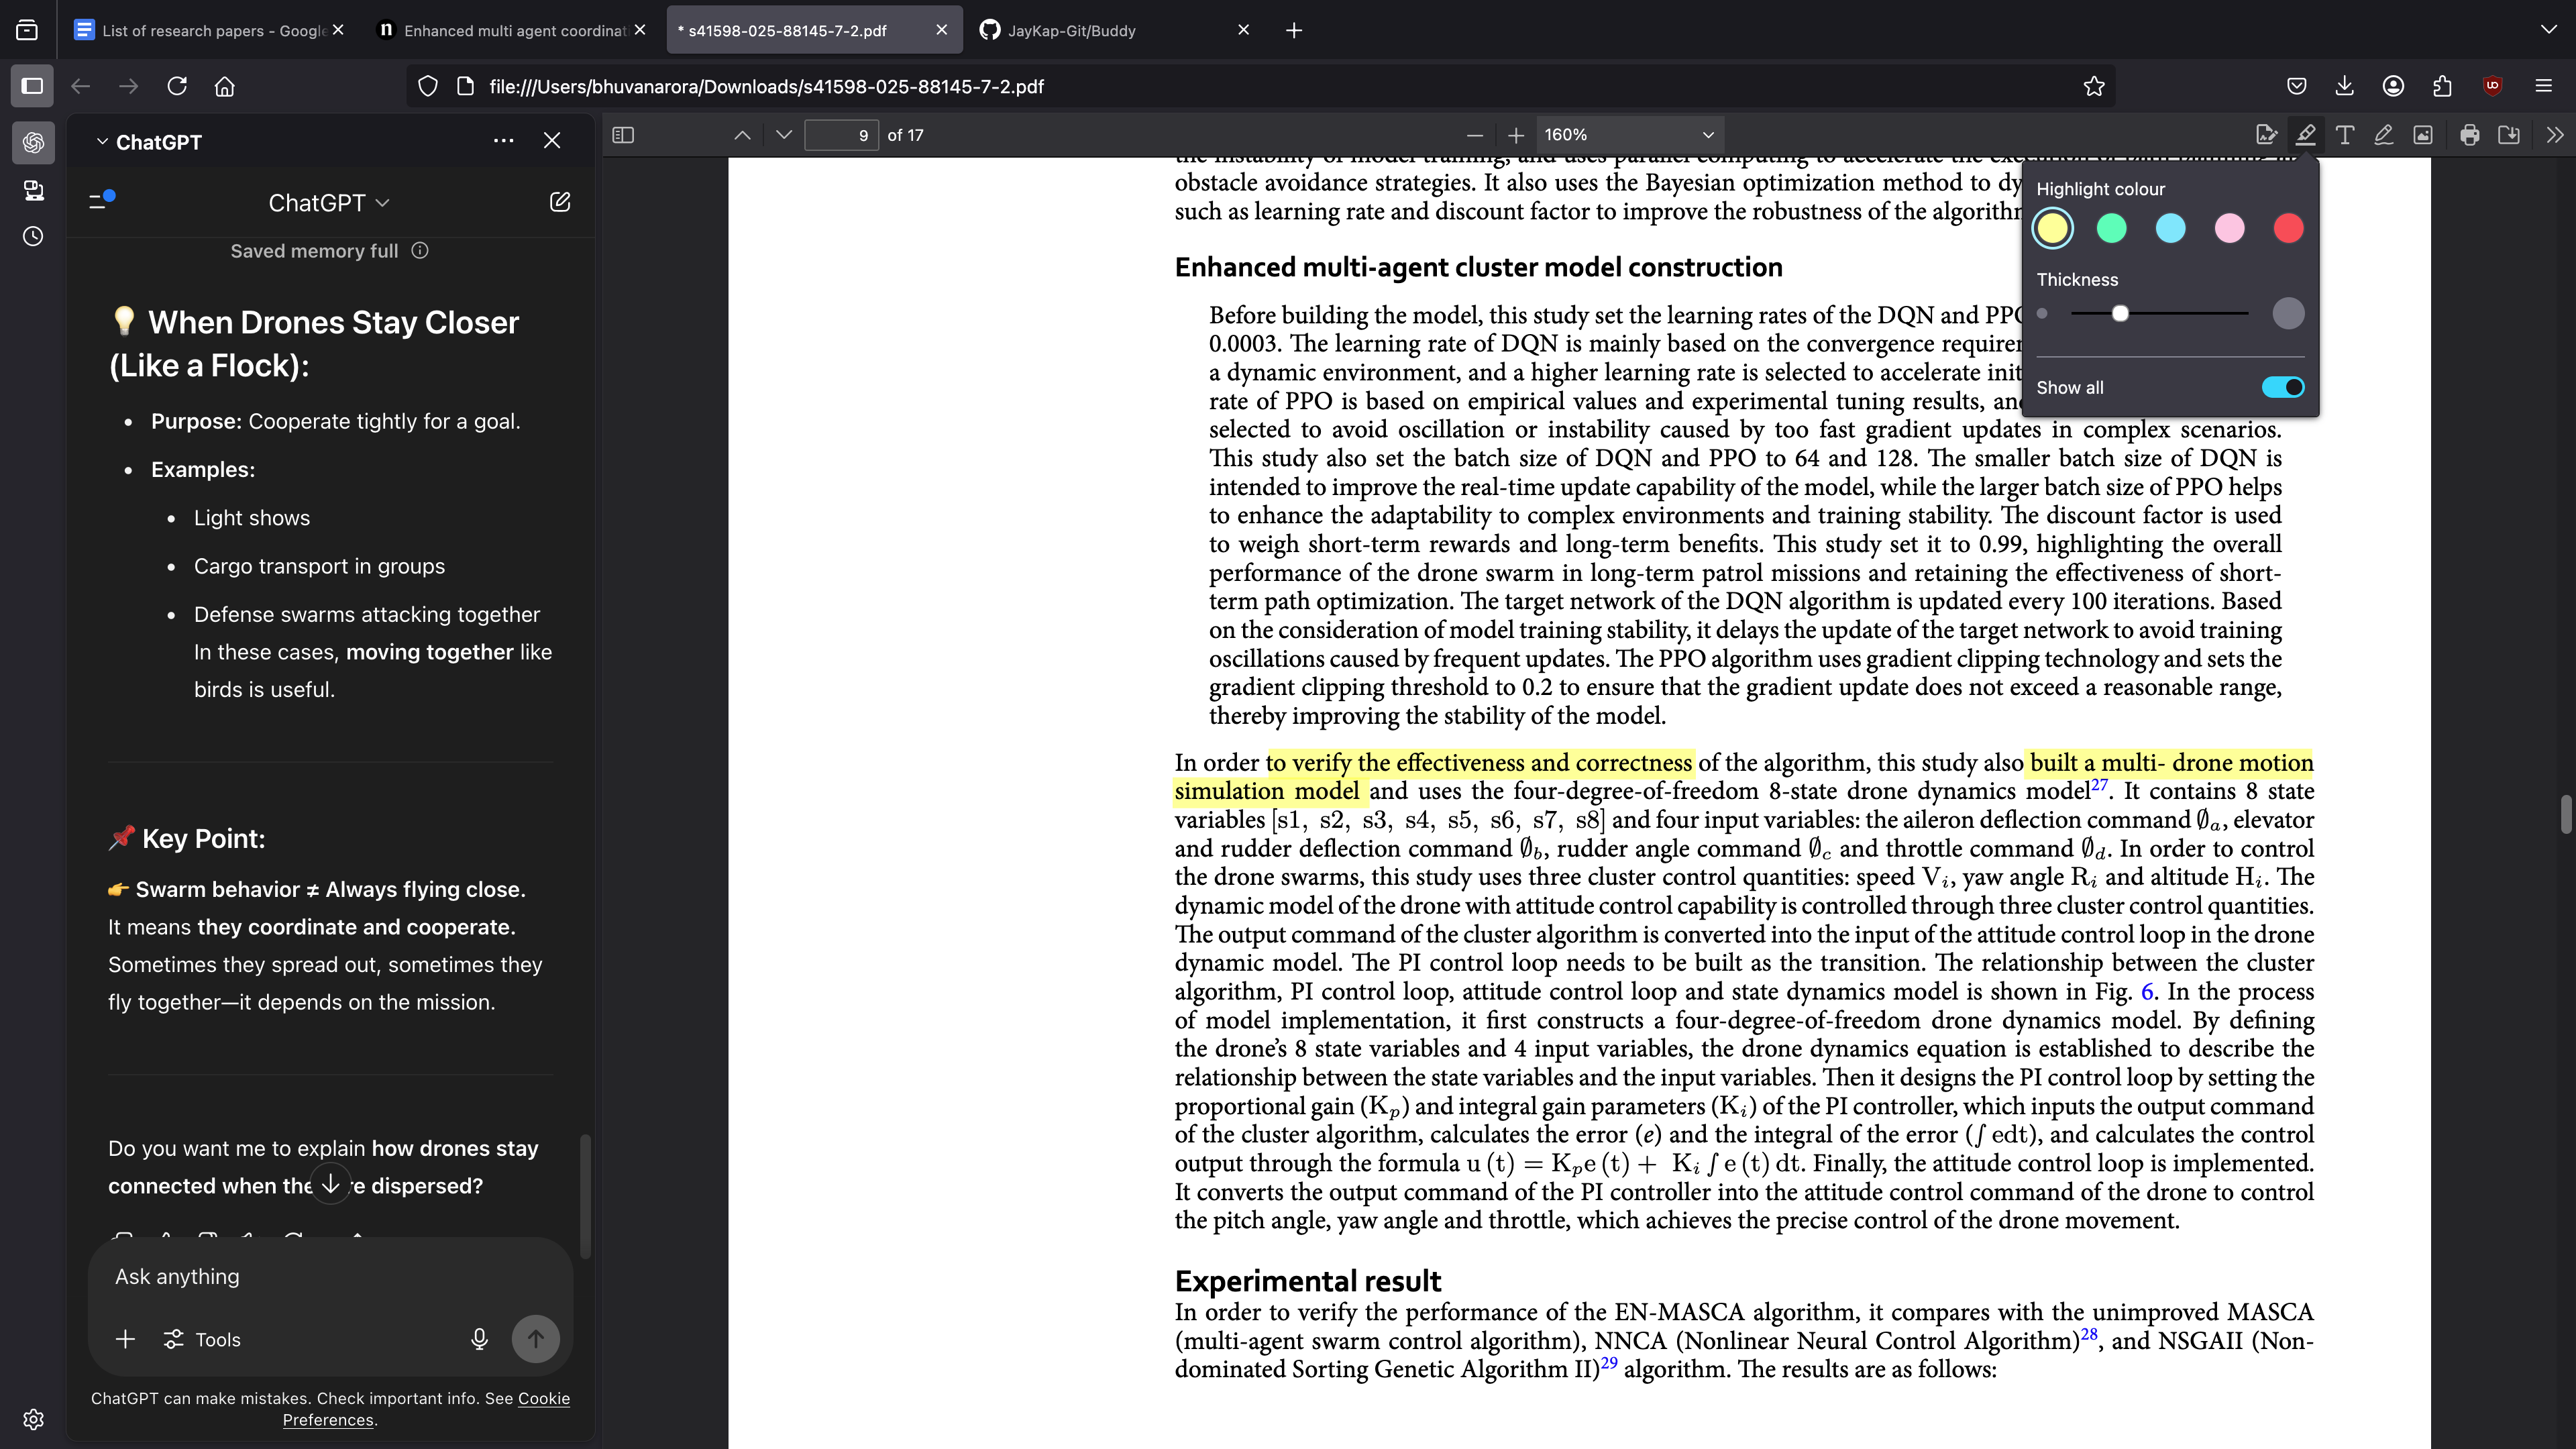 List of research papers - Google
Enhanced multi agent coordinat
* s41598-025-88145-7-2.pdf
JayKap-Git/Buddy
file:///Users/bhuvanarora/Downloads/s41598-025-88145-7-2.pdf
ChatGPT
9 of 17
160%
ChatGPT
Saved memory full
💡 When Drones Stay Closer
(Like a Flock):
• Purpose: Cooperate tightly for a goal.
• Examples:
• Light shows
• Cargo transport in groups
• Defense swarms attacking together
In these cases, moving together like
birds is useful.
📌 Key Point:
👉 Swarm behavior ≠ Always flying close.
It means they coordinate and cooperate.
Sometimes they spread out, sometimes they
fly together—it depends on the mission.
Do you want me to explain how drones stay
connected when the re dispersed?
Ask anything
Tools
ChatGPT can make mistakes. Check important info. See Cookie
Preferences.
obstacle avoidance strategies. It also uses the Bayesian optimization method to dy
such as learning rate and discount factor to improve the robustness of the algorithm
Enhanced multi-agent cluster model construction
Before building the model, this study set the learning rates of the DQN and PPO
0.0003. The learning rate of DQN is mainly based on the convergence requirem
a dynamic environment, and a higher learning rate is selected to accelerate init
rate of PPO is based on empirical values and experimental tuning results, and
selected to avoid oscillation or instability caused by too fast gradient updates in complex scenarios.
This study also set the batch size of DQN and PPO to 64 and 128. The smaller batch size of DQN is
intended to improve the real-time update capability of the model, while the larger batch size of PPO helps
to enhance the adaptability to complex environments and training stability. The discount factor is used
to weigh short-term rewards and long-term benefits. This study set it to 0.99, highlighting the overall
performance of the drone swarm in long-term patrol missions and retaining the effectiveness of short-
term path optimization. The target network of the DQN algorithm is updated every 100 iterations. Based
on the consideration of model training stability, it delays the update of the target network to avoid training
oscillations caused by frequent updates. The PPO algorithm uses gradient clipping technology and sets the
gradient clipping threshold to 0.2 to ensure that the gradient update does not exceed a reasonable range,
thereby improving the stability of the model.
In order to verify the effectiveness and correctness of the algorithm, this study also built a multi- drone motion
simulation model and uses the four-degree-of-freedom 8-state drone dynamics model27. It contains 8 state
variables [s1, s2, s3, s4, s5, s6, s7, s8] and four input variables: the aileron deflection command ∅a, elevator
and rudder deflection command ∅b, rudder angle command ∅c and throttle command ∅d. In order to control
the drone swarms, this study uses three cluster control quantities: speed Vi, yaw angle Ri and altitude Hi. The
dynamic model of the drone with attitude control capability is controlled through three cluster control quantities.
The output command of the cluster algorithm is converted into the input of the attitude control loop in the drone
dynamic model. The PI control loop needs to be built as the transition. The relationship between the cluster
algorithm, PI control loop, attitude control loop and state dynamics model is shown in Fig. 6. In the process
of model implementation, it first constructs a four-degree-of-freedom drone dynamics model. By defining
the drone's 8 state variables and 4 input variables, the drone dynamics equation is established to describe the
relationship between the state variables and the input variables. Then it designs the PI control loop by setting the
proportional gain (Kp) and integral gain parameters (Ki) of the PI controller, which inputs the output command
of the cluster algorithm, calculates the error (e) and the integral of the error (∫ edt), and calculates the control
output through the formula u (t) = Kpe (t) + Ki ∫ e (t) dt. Finally, the attitude control loop is implemented.
It converts the output command of the PI controller into the attitude control command of the drone to control
the pitch angle, yaw angle and throttle, which achieves the precise control of the drone movement.
Experimental result
In order to verify the performance of the EN-MASCA algorithm, it compares with the unimproved MASCA
(multi-agent swarm control algorithm), NNCA (Nonlinear Neural Control Algorithm)28, and NSGAII (Non-
dominated Sorting Genetic Algorithm II)29 algorithm. The results are as follows:
Highlight colour
Thickness
Show all